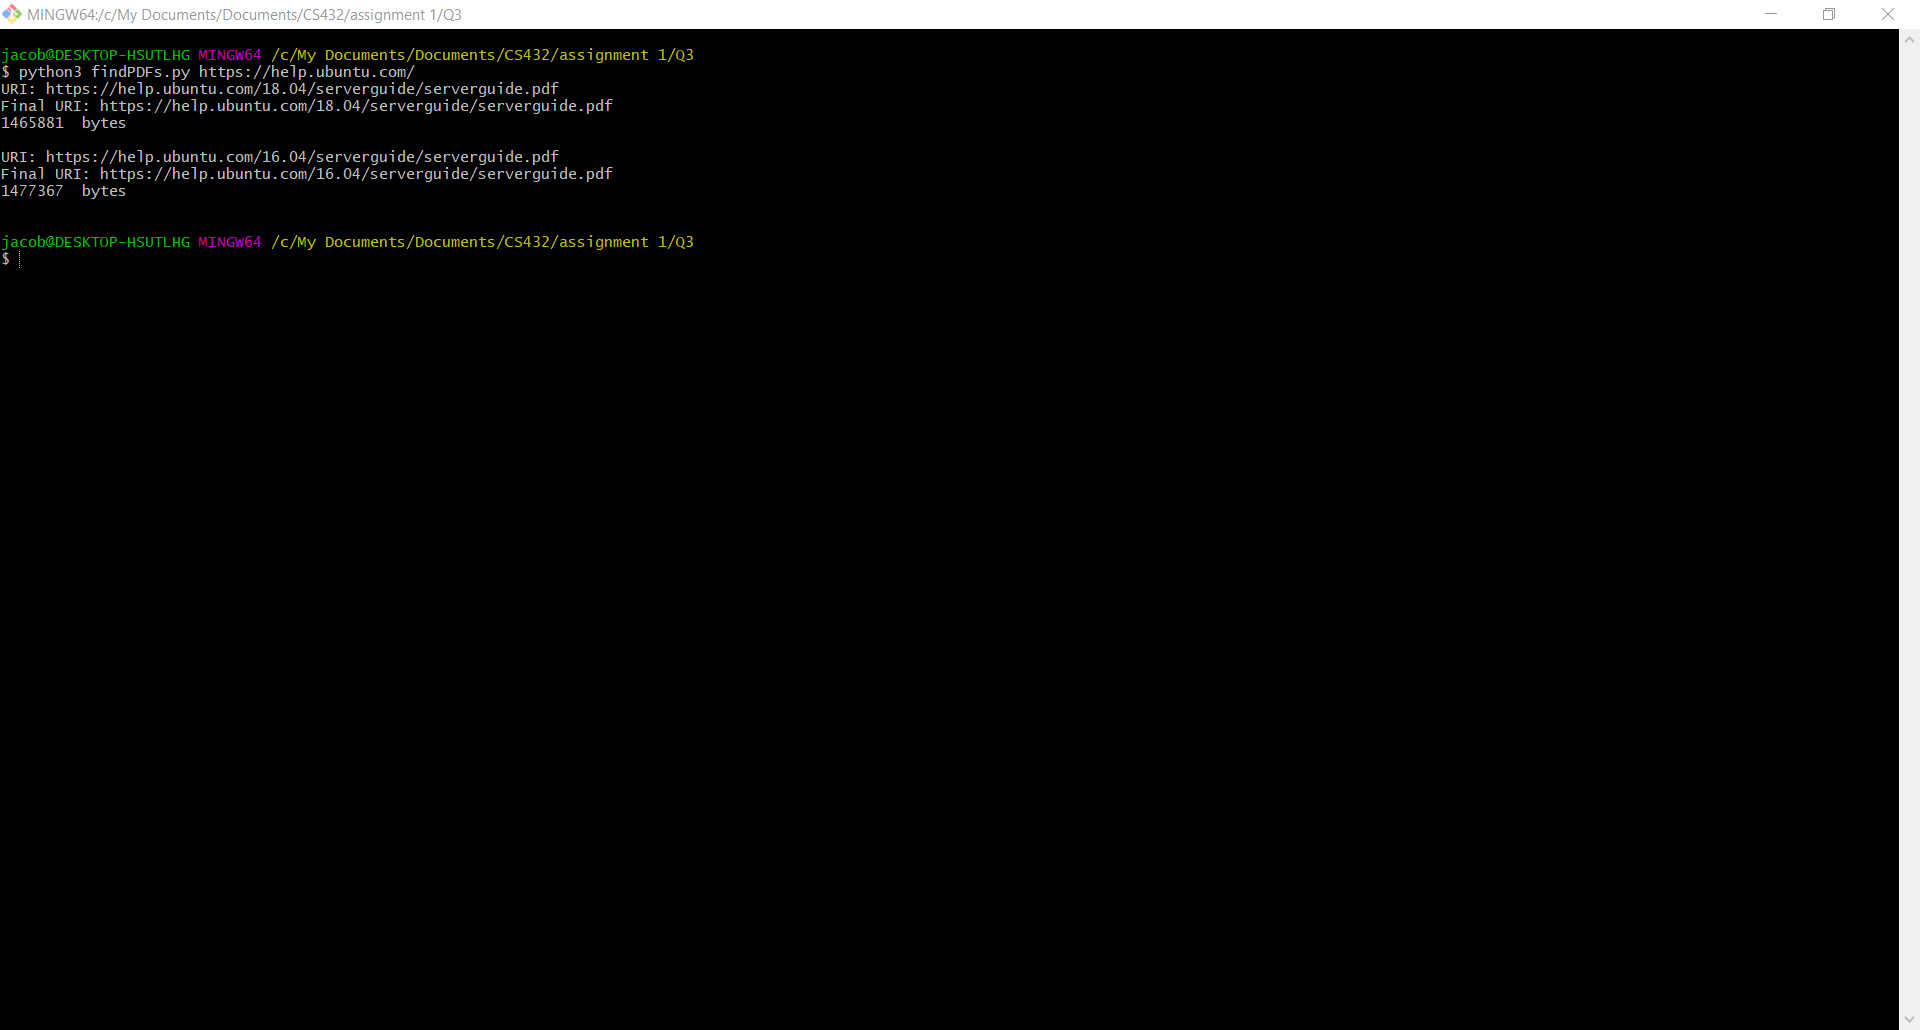 MINGW64:/c/My Documents/Documents/CS432/assignment 1/Q3
jacob@DESKTOP-HSUTLHG MINGW64 /c/My Documents/Documents/CS432/assignment 1/Q3
$ python3 findPDFs.py https://help.ubuntu.com/
URI: https://help.ubuntu.com/18.04/serverguide/serverguide.pdf
Final URI: https://help.ubuntu.com/18.04/serverguide/serverguide.pdf
1465881  bytes
URI: https://help.ubuntu.com/16.04/serverguide/serverguide.pdf
Final URI: https://help.ubuntu.com/16.04/serverguide/serverguide.pdf
1477367  bytes
jacob@DESKTOP-HSUTLHG MINGW64 /c/My Documents/Documents/CS432/assignment 1/Q3
$